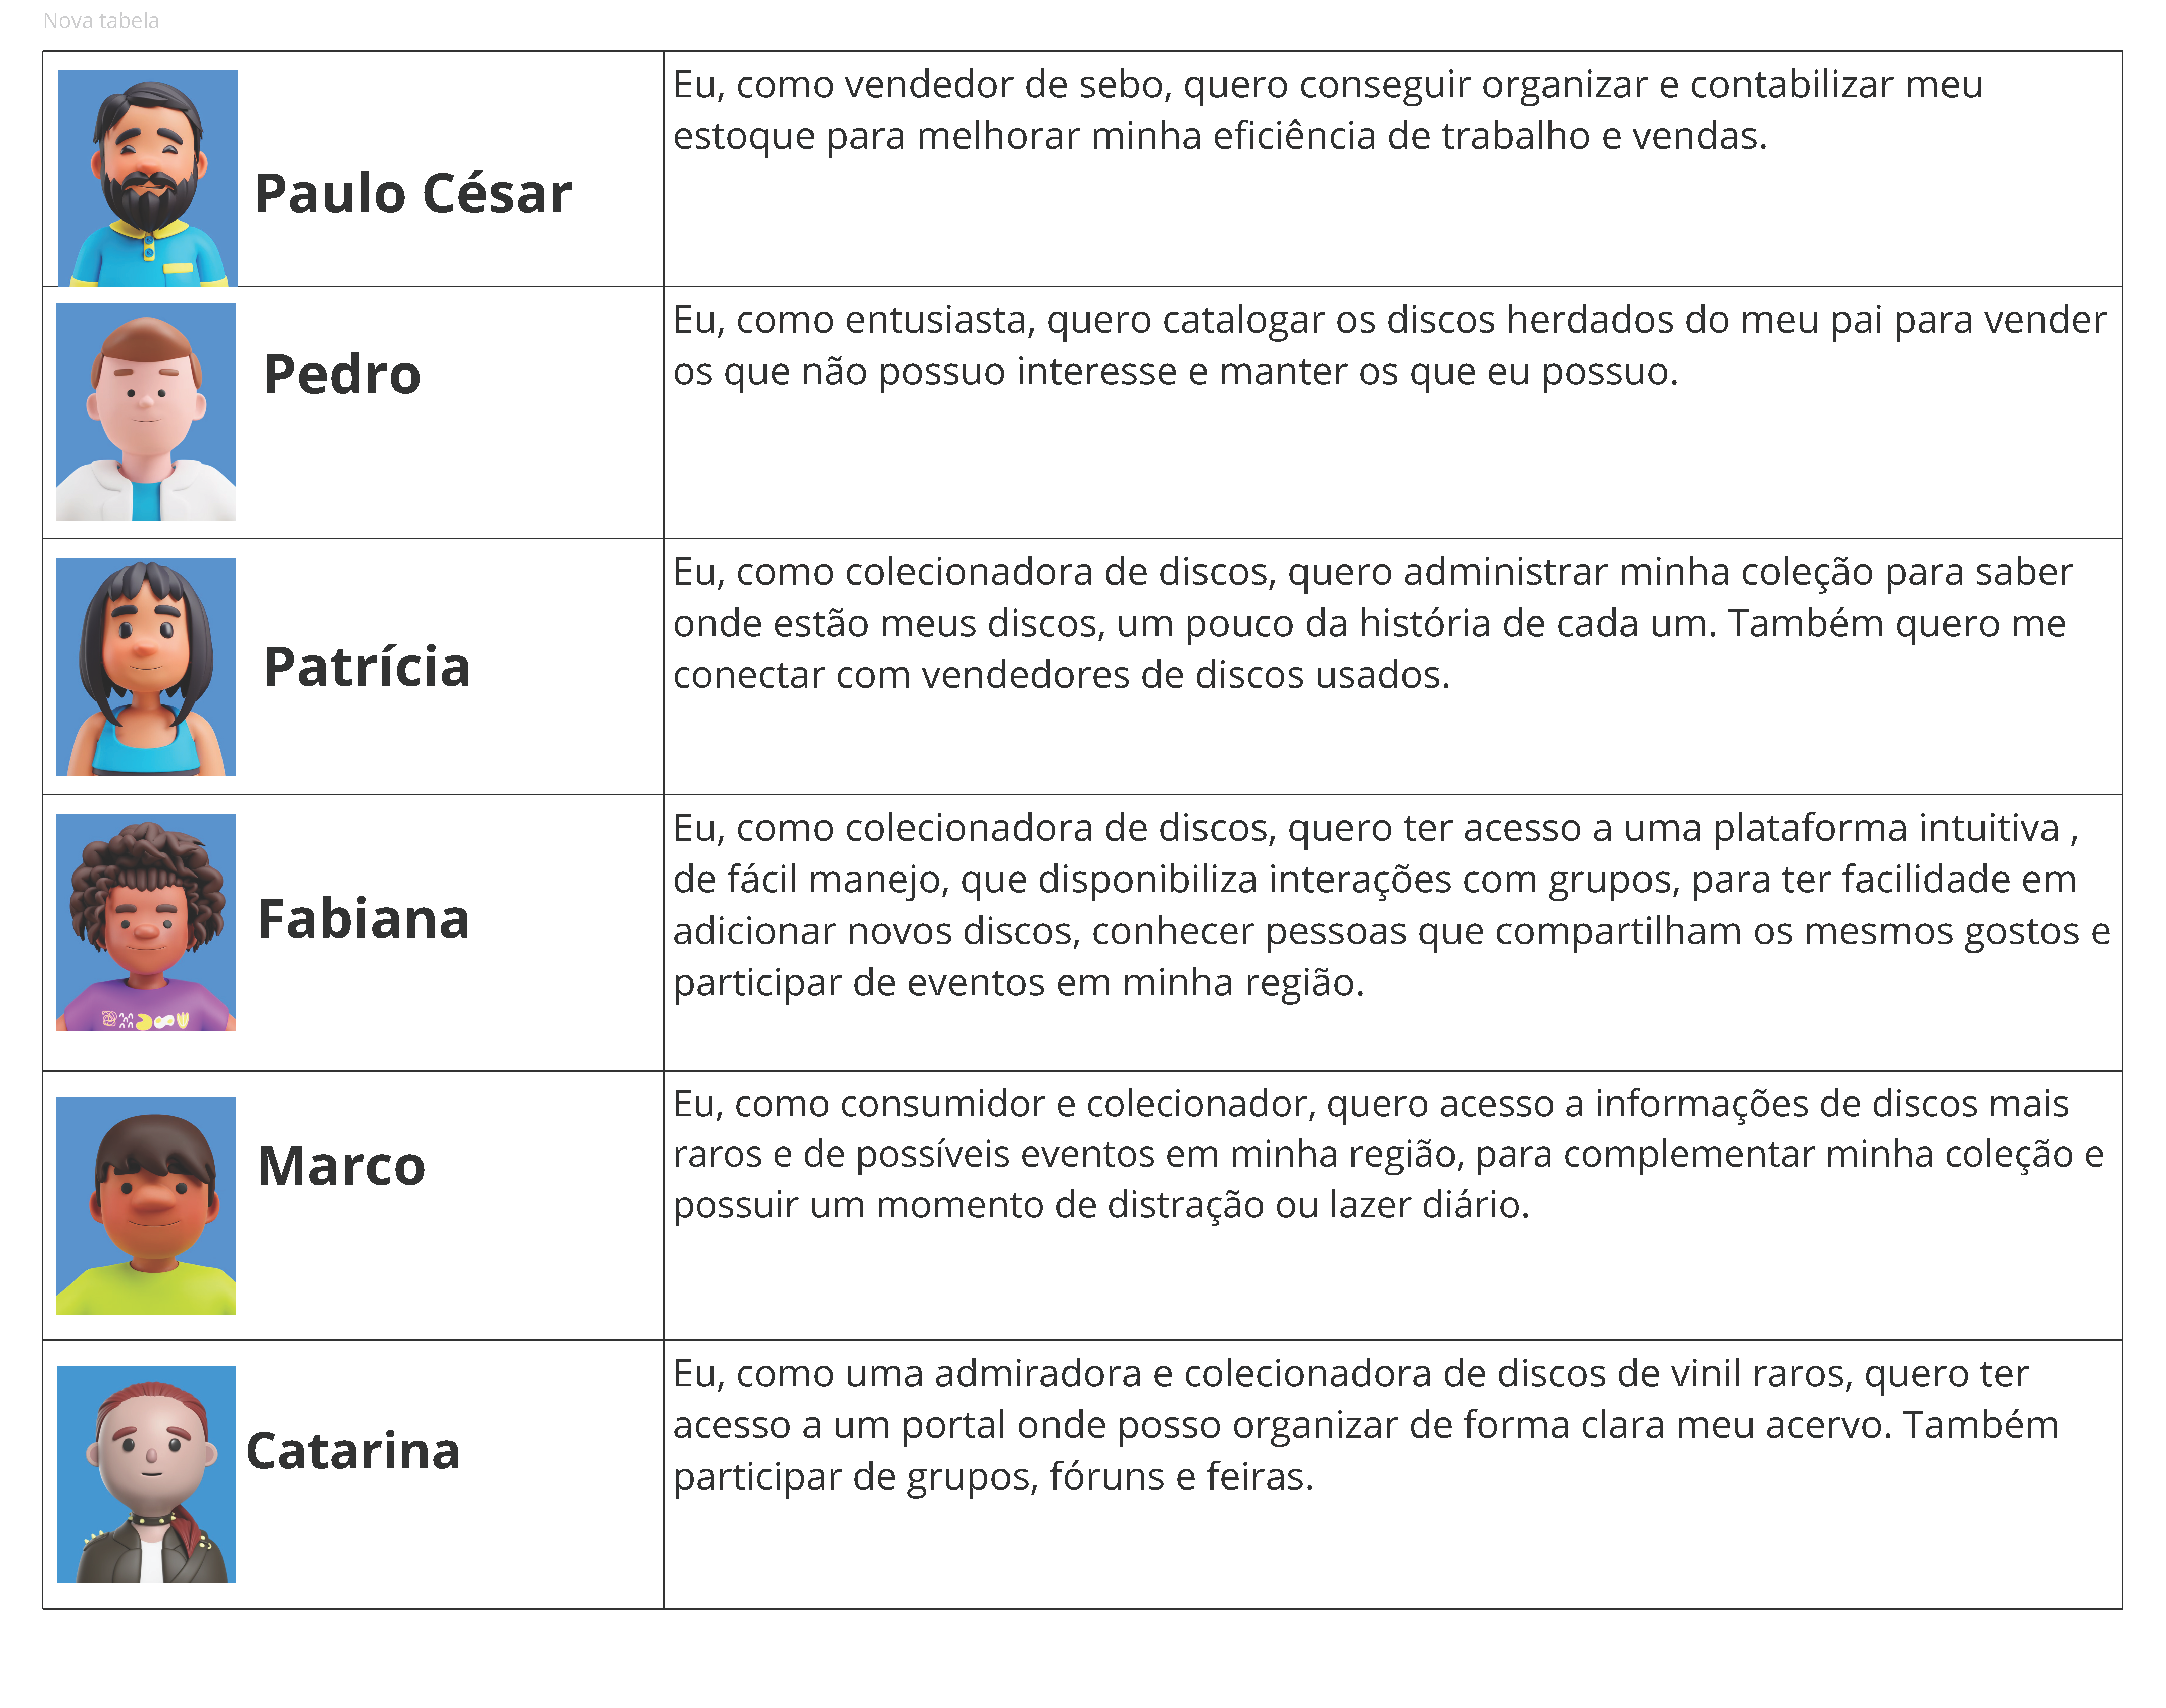 Nova tabela
Paulo César
Eu, como vendedor de sebo, quero conseguir organizar e contabilizar meu
estoque para melhorar minha eficiência de trabalho e vendas.
Pedro
Eu, como entusiasta, quero catalogar os discos herdados do meu pai para vender
os que não possuo interesse e manter os que eu possuo.
Patrícia
Eu, como colecionadora de discos, quero administrar minha coleção para saber
onde estão meus discos, um pouco da história de cada um. Também quero me
conectar com vendedores de discos usados.
Fabiana
Eu, como colecionadora de discos, quero ter acesso a uma plataforma intuitiva ,
de fácil manejo, que disponibiliza interações com grupos, para ter facilidade em
adicionar novos discos, conhecer pessoas que compartilham os mesmos gostos e
participar de eventos em minha região.
Marco
Eu, como consumidor e colecionador, quero acesso a informações de discos mais
raros e de possíveis eventos em minha região, para complementar minha coleção e
possuir um momento de distração ou lazer diário.
Catarina
Eu, como uma admiradora e colecionadora de discos de vinil raros, quero ter
acesso a um portal onde posso organizar de forma clara meu acervo. Também
participar de grupos, fóruns e feiras.